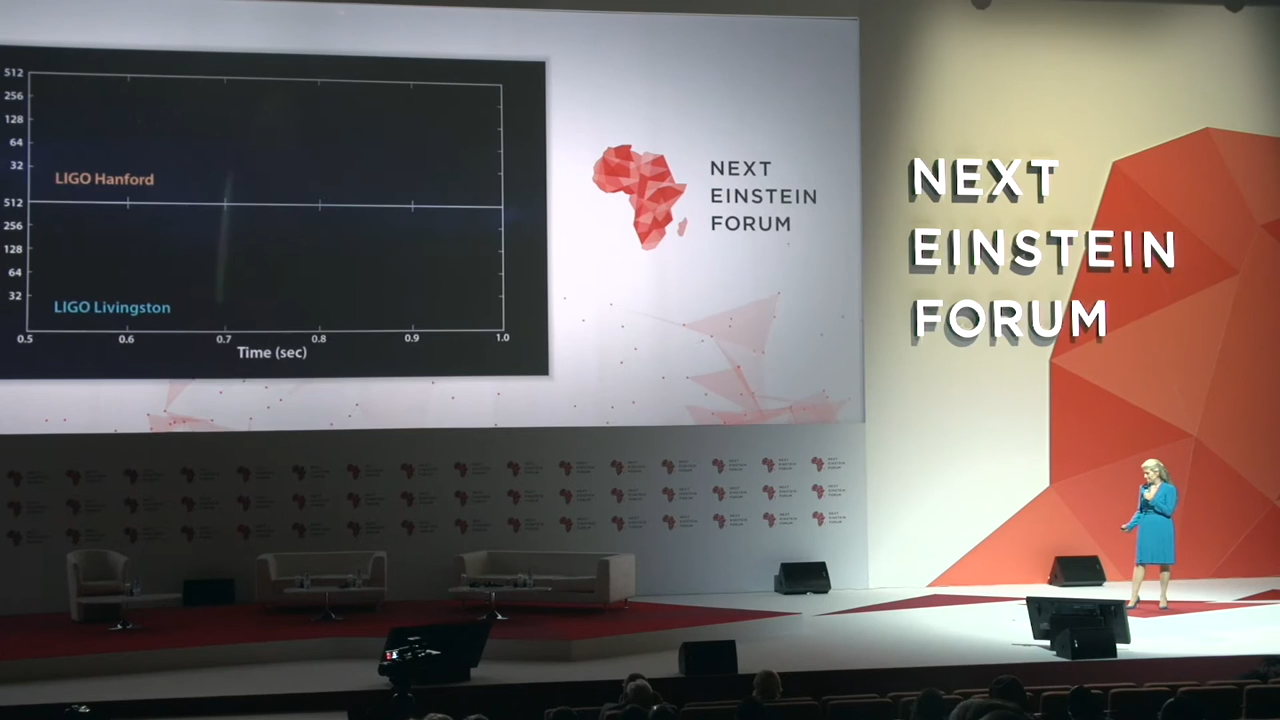 512
256
128
64
32
LIGO Hanford
512
256
128
64
32
LIGO Livingston
0.5 0.6 0.7 0.8 0.9 1.0
Time (sec)
NEXT
EINSTEIN
FORUM
NEXT
EINSTEIN
FORUM